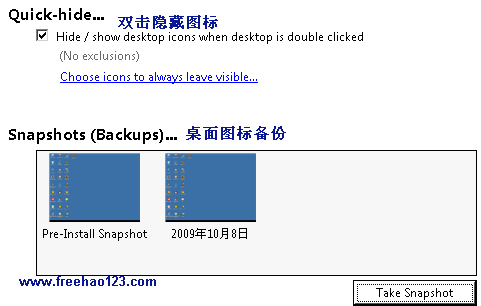 Quick-hide... 双击隐藏图标
Hide / show desktop icons when desktop is double clicked
(No exclusions)
Choose icons to always leave visible...
Snapshots (Backups)... 桌面图标备份
Pre-Install Snapshot 2009年10月8日
www.freehao123.com
Take Snapshot